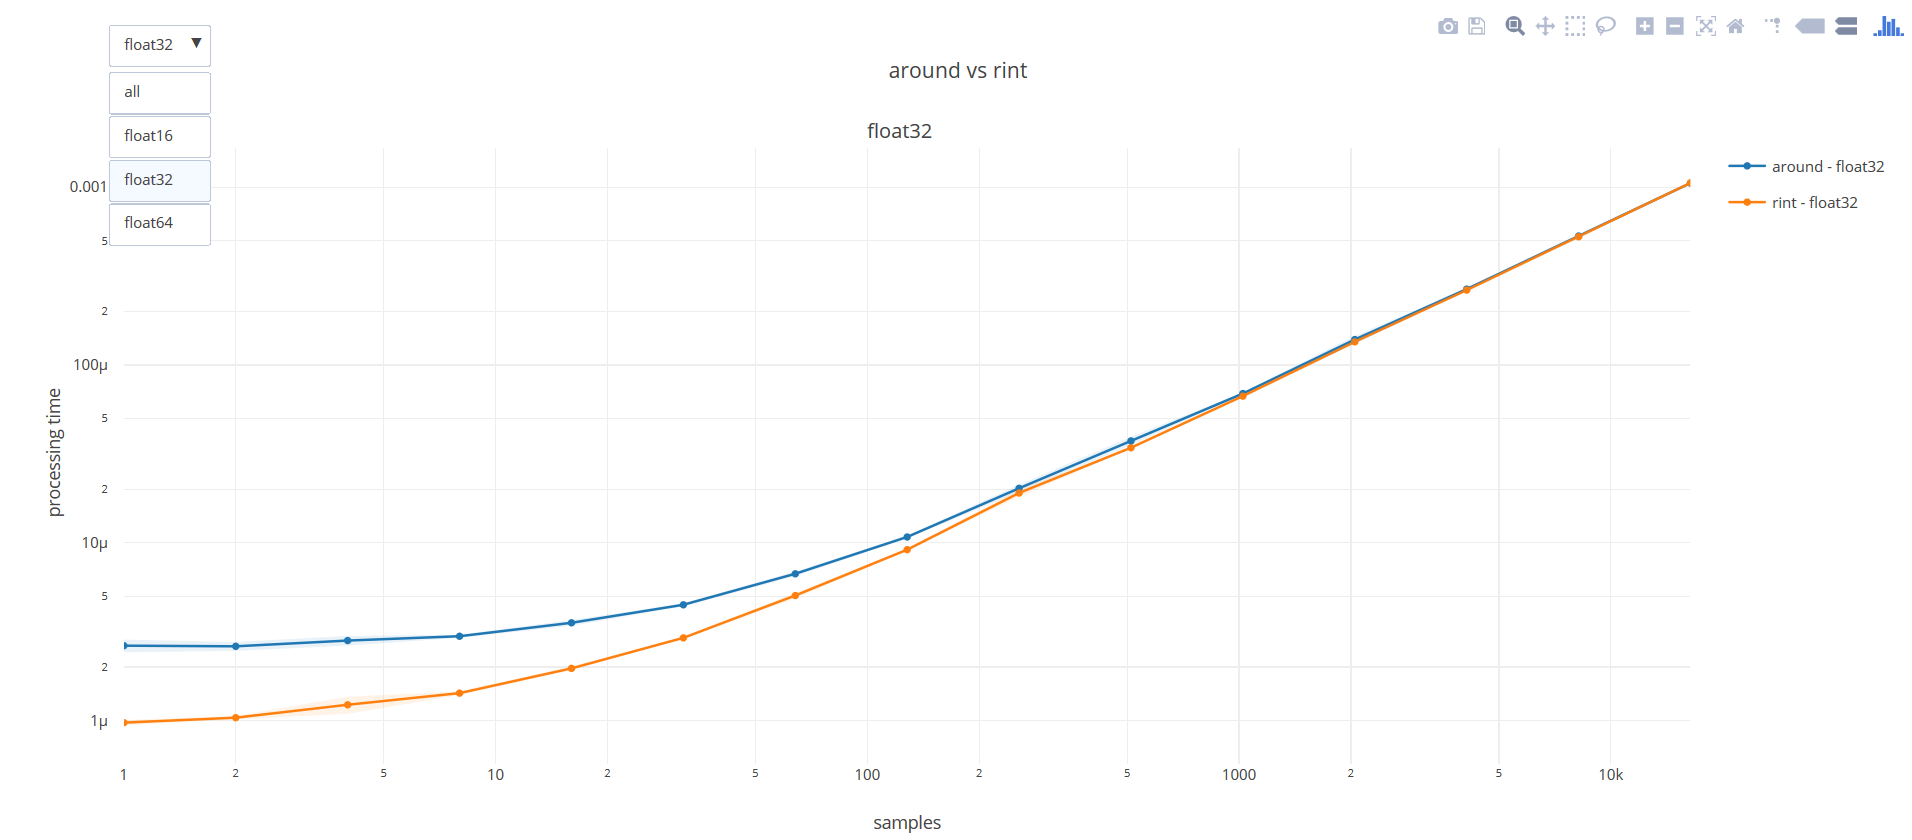 float32 ▼
all
float16
float32
float64
around vs rint
float32
around - float32
rint - float32
0.001
5
2
100μ
5
2
10μ
5
2
1μ
processing time
1
2
5
10
2
5
100
2
5
1000
2
5
10k
samples